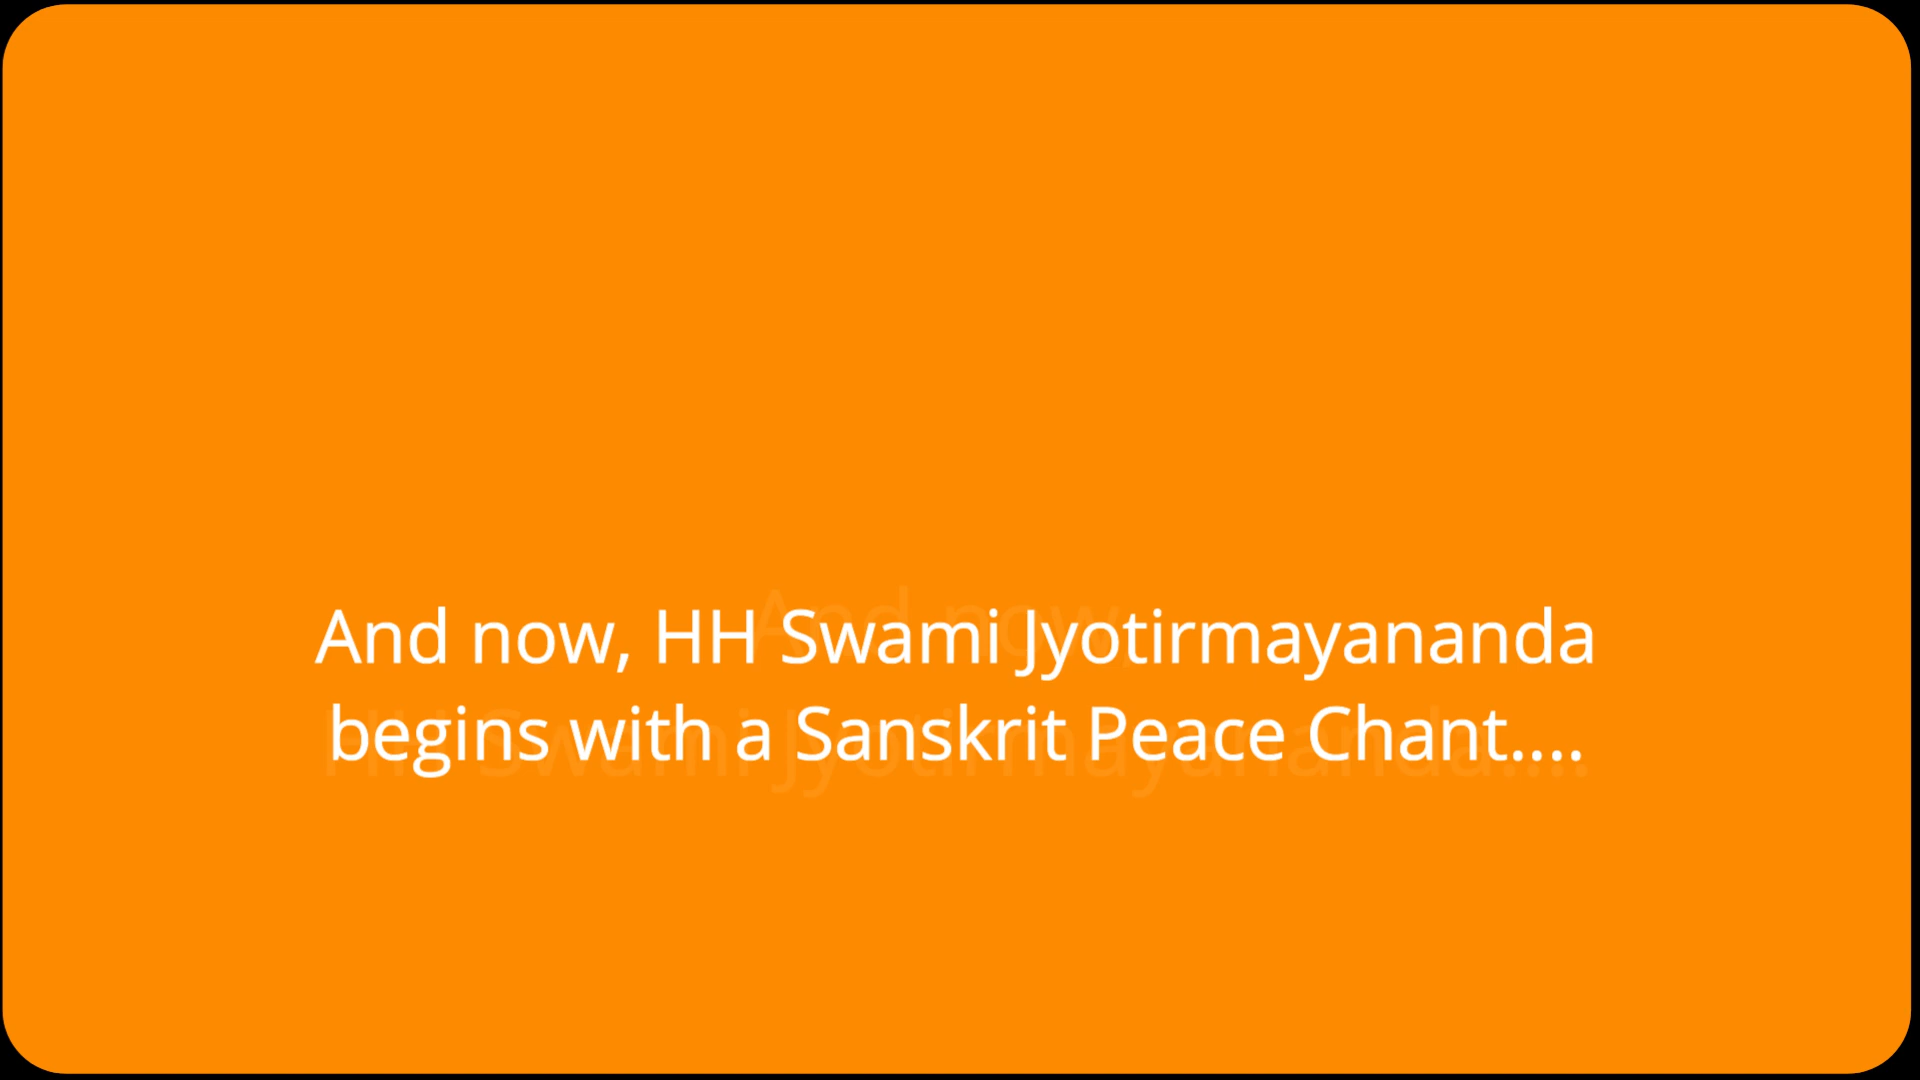 And now, HH Swami Jyotirmayananda
begins with a Sanskrit Peace Chant....